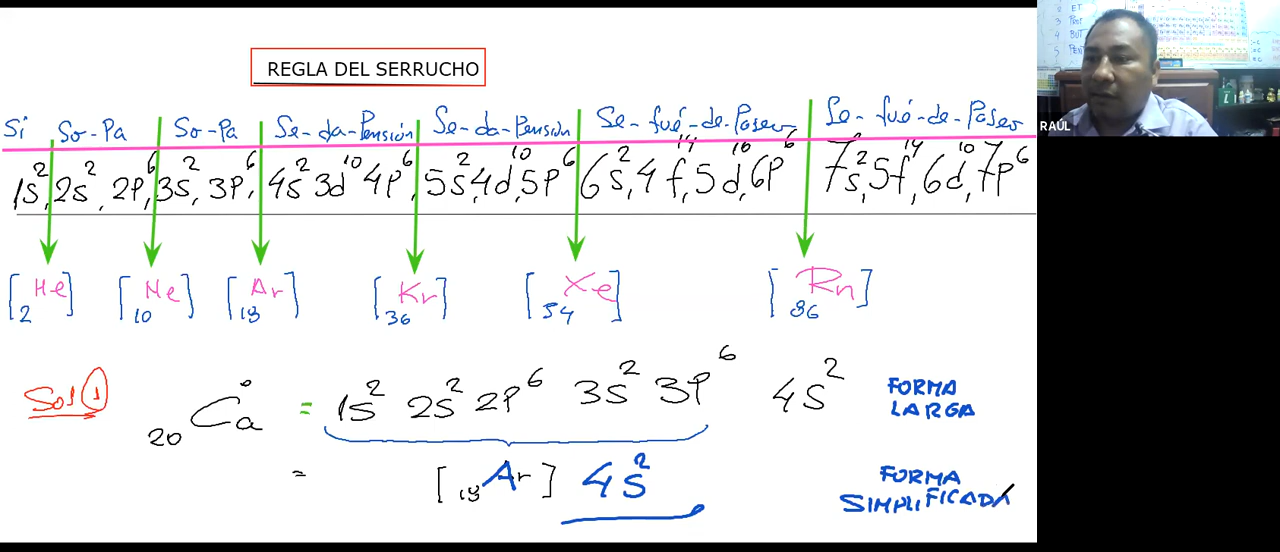 REGLA DEL SERRUCHO
Si So-Pa So-Pa Se-da-Pensión Se-da-Pensión Se-fué-de-Paseo, Se-fué-de-Paseo
1s², 2s², 2p⁶, 3s², 3p⁶, 4s² 3d¹⁰ 4p⁶, 5s², 4d¹⁰, 5p⁶ 6s², 4f¹⁴, 5d¹⁰, 6p⁶ 7s², 5f¹⁴, 6d¹⁰, 7p⁶
[₂He] [₁₀Ne] [₁₈Ar] [₃₆Kr] [₅₄Xe] [₈₆Rn]
Sol 1
₂₀Ca° = 1s² 2s² 2p⁶ 3s² 3p⁶ 4s² FORMA
LARGA
= [₁₈Ar] 4s² FORMA
SIMPLIFICADA
RAÚL